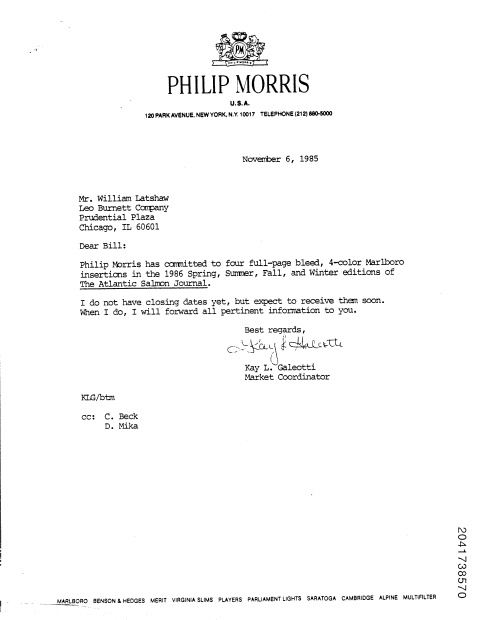 PM
PHILIP MORRIS
U.S.A.
120 PARK AVENUE, NEW YORK, N.Y. 10017 TELEPHONE (212) 880-5000
November 6, 1985
Mr. William Latshaw
Leo Burnett Company
Prudential Plaza
Chicago, IL 60601
Dear Bill:
Philip Morris has committed to four full-page bleed, 4-color Marlboro
insertions in the 1986 Spring, Summer, Fall, and Winter editions of
The Atlantic Salmon Journal.
I do not have closing dates yet, but expect to receive them soon.
When I do, I will forward all pertinent information to you.
Best regards,
Kay L Galeotti
Kay L. Galeotti
Market Coordinator
KLG/btm
cc: C. Beck
D. Mika
2041738570
MARLBORO BENSON & HEDGES MERIT VIRGINIA SLIMS PLAYERS PARLIAMENT LIGHTS SARATOGA CAMBRIDGE ALPINE MULTIFILTER